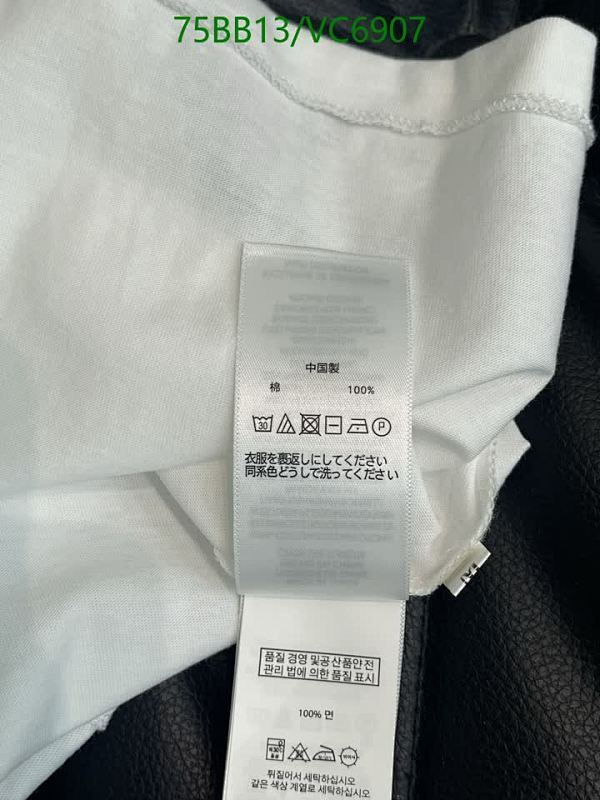 75BB13/VC6907
中国製
棉 100%
30 P
衣服を裹返しにしてください
同系色どうしで洗ってください
품질 경영 및공산품안전
관리 법에 의한 품질 표시
100% 면
뒤집어서 세탁하십시오
같은 색상 계열로 세탁하십시오